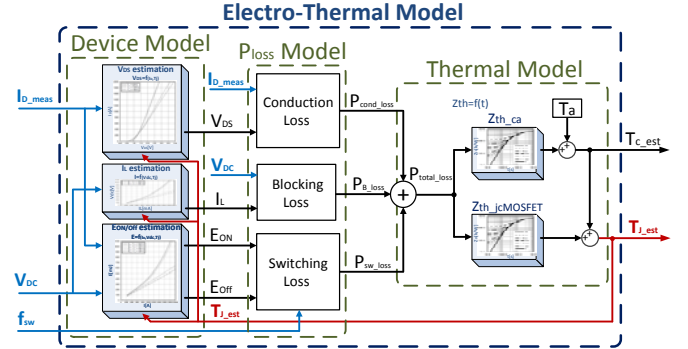 Electro-Thermal Model
Device Model
Ploss Model
Thermal Model
VDS estimation
ID_meas
ID_meas
VDS
Conduction
Loss
Pcond_loss
Zth=f(t)
Zth_ca
Ta
Tc_est
IL estimation
VDC
IL
Blocking
Loss
PB_loss
Ptotal_loss
Zth_jcMOSFET
TJ_est
EON/Off estimation
EON
EOff
Switching
Loss
Psw_loss
VDC
TJ_est
fsw